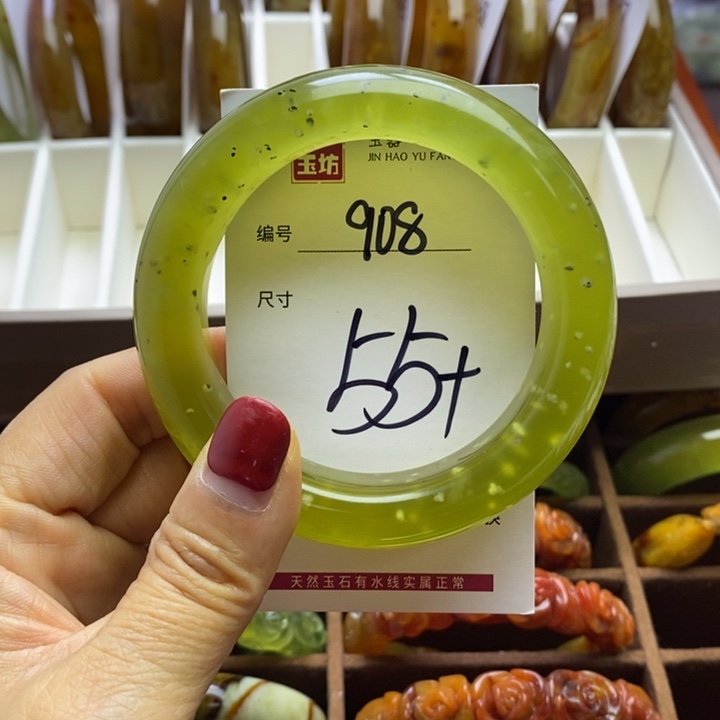 玉坊
JIN HAO YU FAN
编号 908
尺寸
55+
天然玉石有水线实属正常